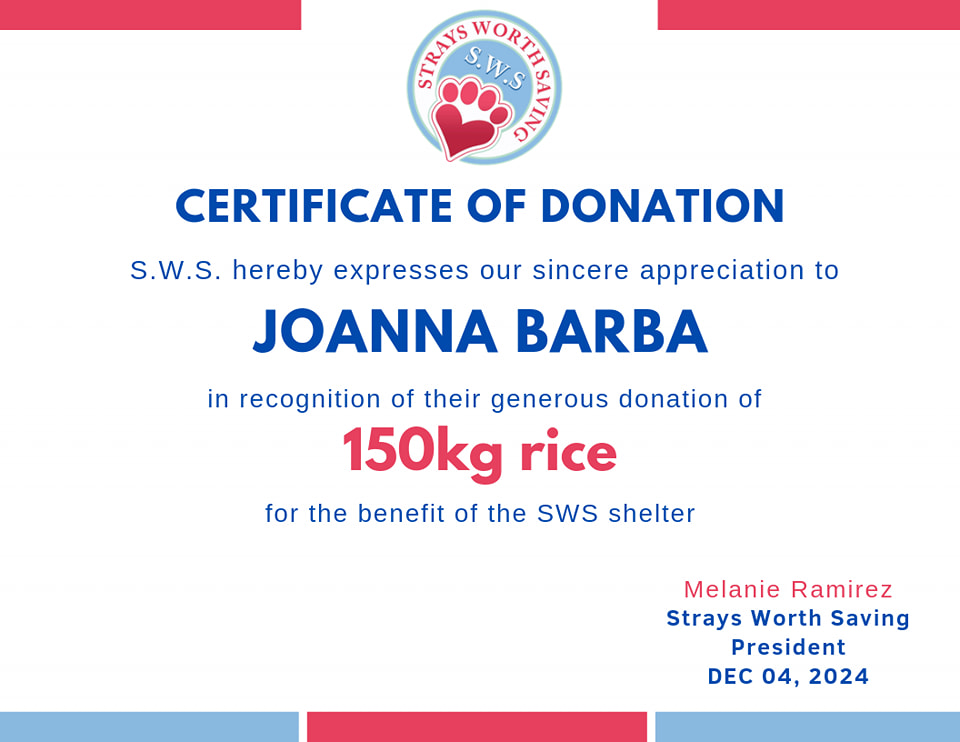 STRAYS WORTH SAVING
S.W.S
CERTIFICATE OF DONATION
S.W.S. hereby expresses our sincere appreciation to
JOANNA BARBA
in recognition of their generous donation of
150kg rice
for the benefit of the SWS shelter
Melanie Ramirez
Strays Worth Saving
President
DEC 04, 2024